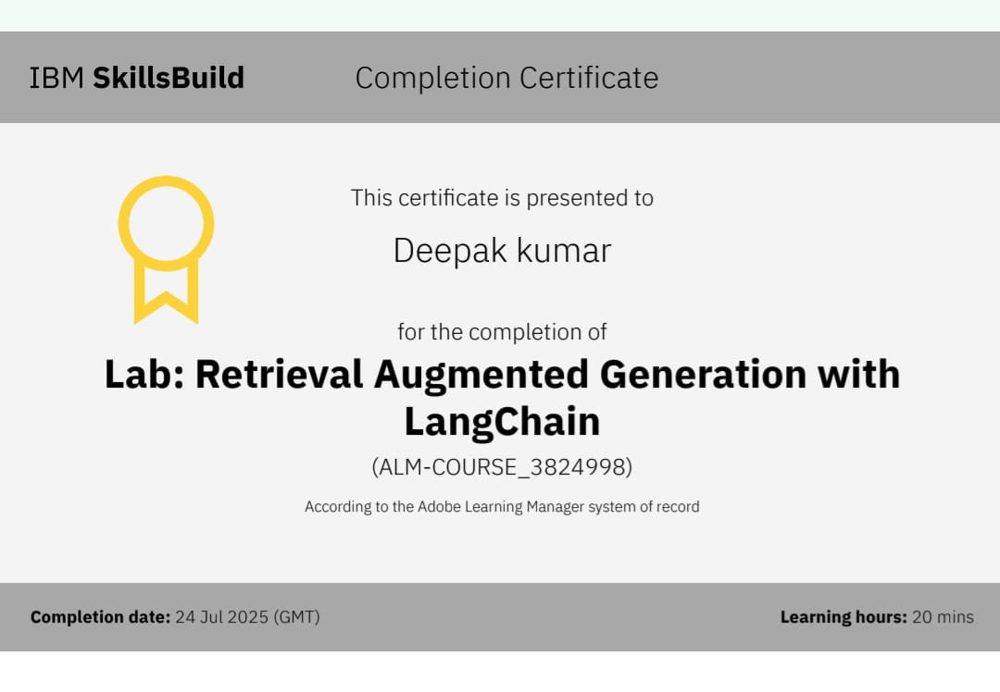 IBM SkillsBuild
Completion Certificate
This certificate is presented to
Deepak kumar
for the completion of
Lab: Retrieval Augmented Generation with
LangChain
(ALM-COURSE_3824998)
According to the Adobe Learning Manager system of record
Completion date: 24 Jul 2025 (GMT)
Learning hours: 20 mins